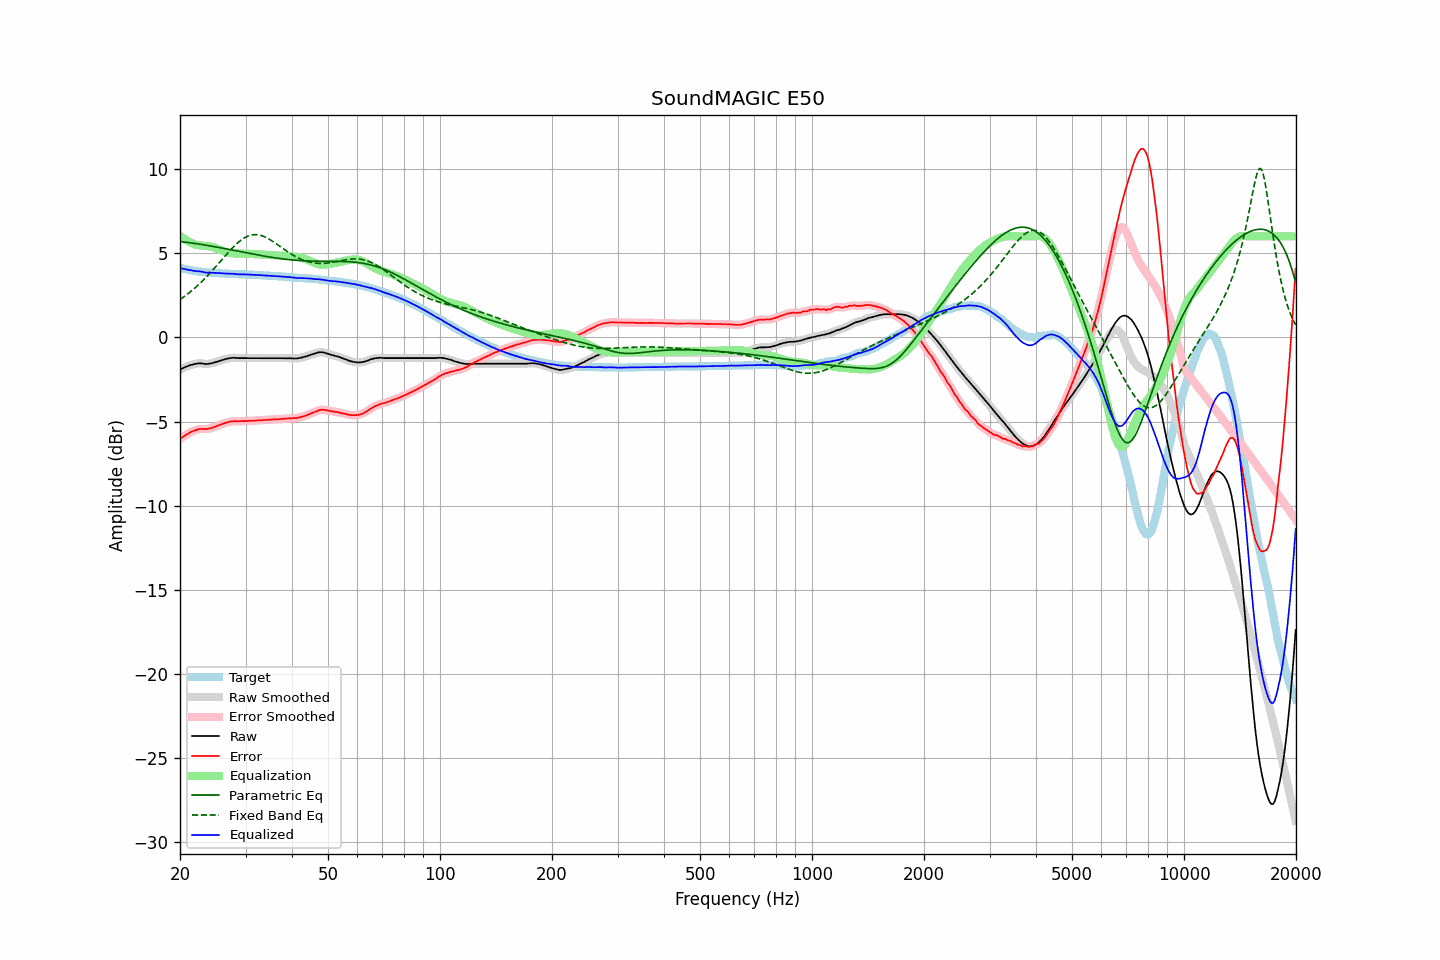 SoundMAGIC E50
10
5
0
−5
−10
−15
−20
−25
−30
Amplitude (dBr)
Target
Raw Smoothed
Error Smoothed
Raw
Error
Equalization
Parametric Eq
Fixed Band Eq
Equalized
20 50 100 200 500 1000 2000 5000 10000 20000
Frequency (Hz)